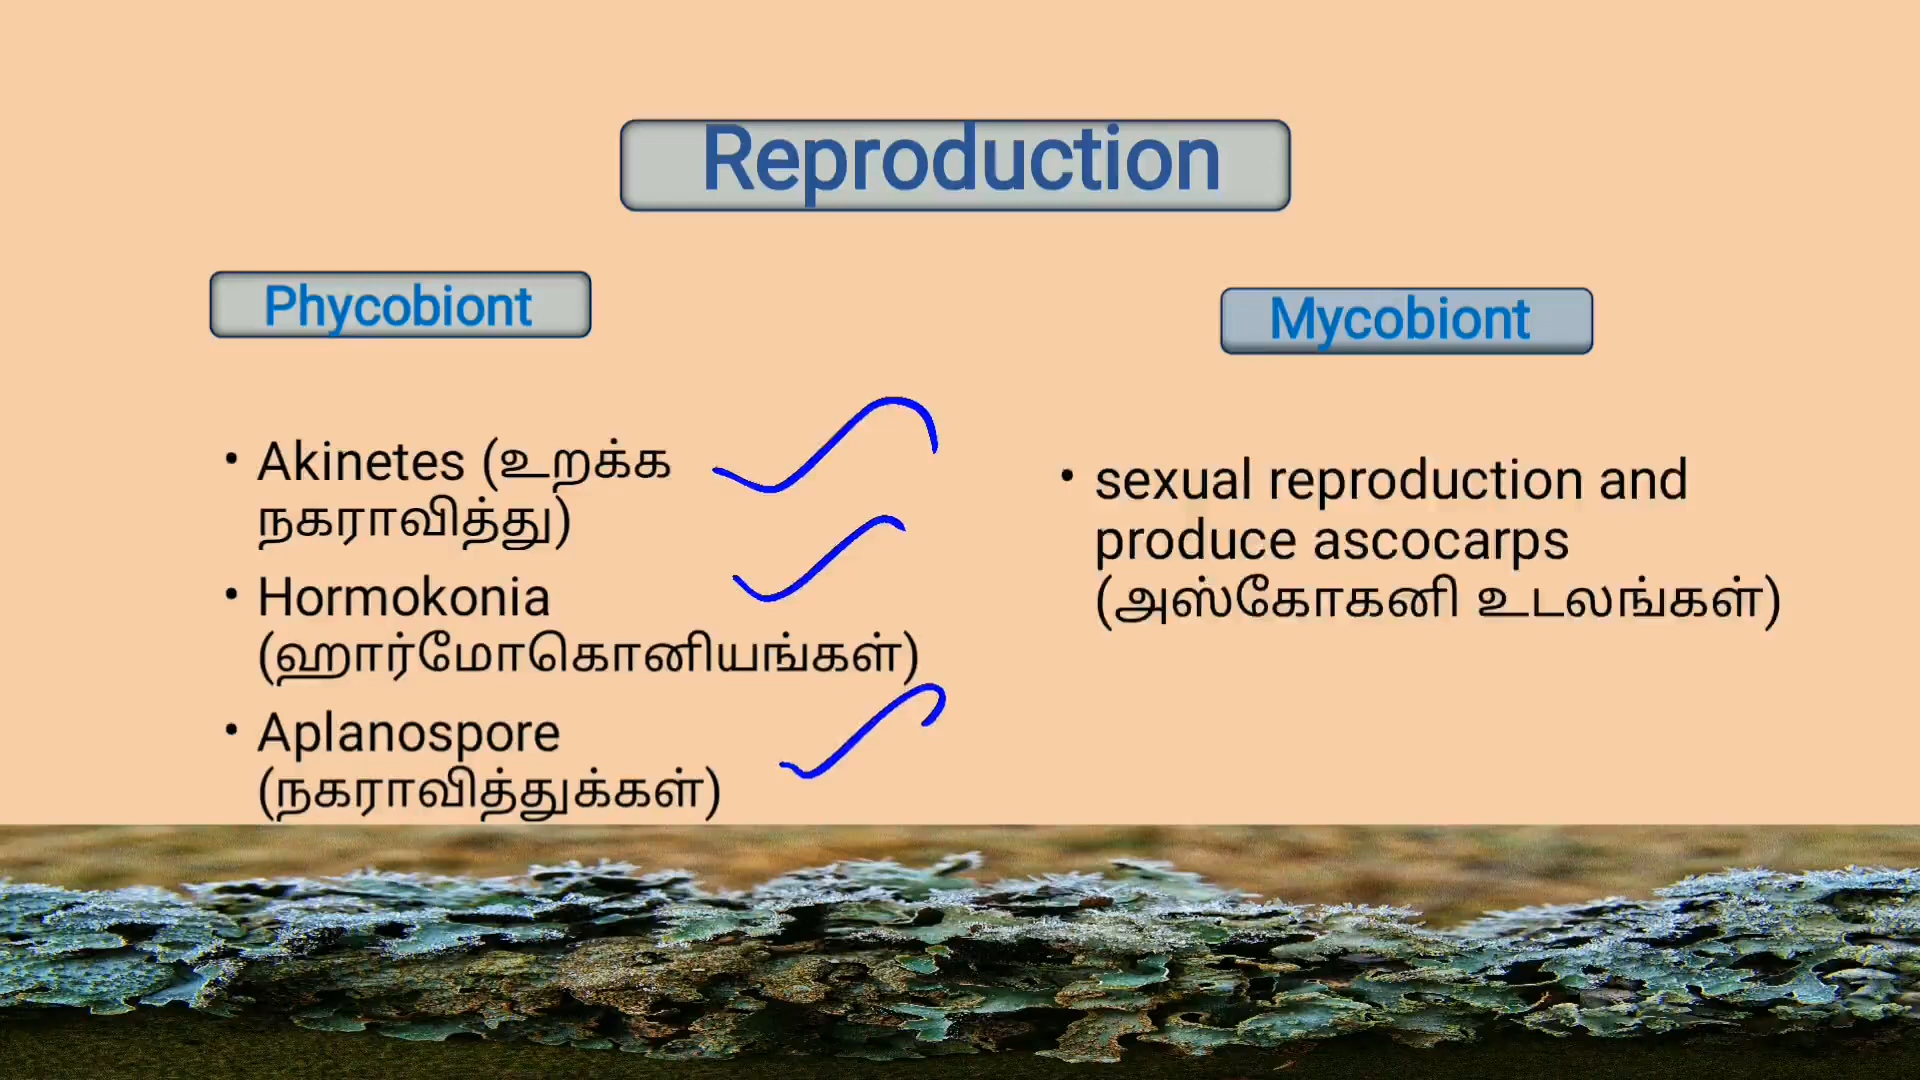 Reproduction
Phycobiont
• Akinetes (உறக்க
நகராவித்து)
• Hormokonia
(ஹார்மோகொனியங்கள்)
• Aplanospore
(நகராவித்துக்கள்)
Mycobiont
• sexual reproduction and
produce ascocarps
(அஸ்கோகனி உடலங்கள்)